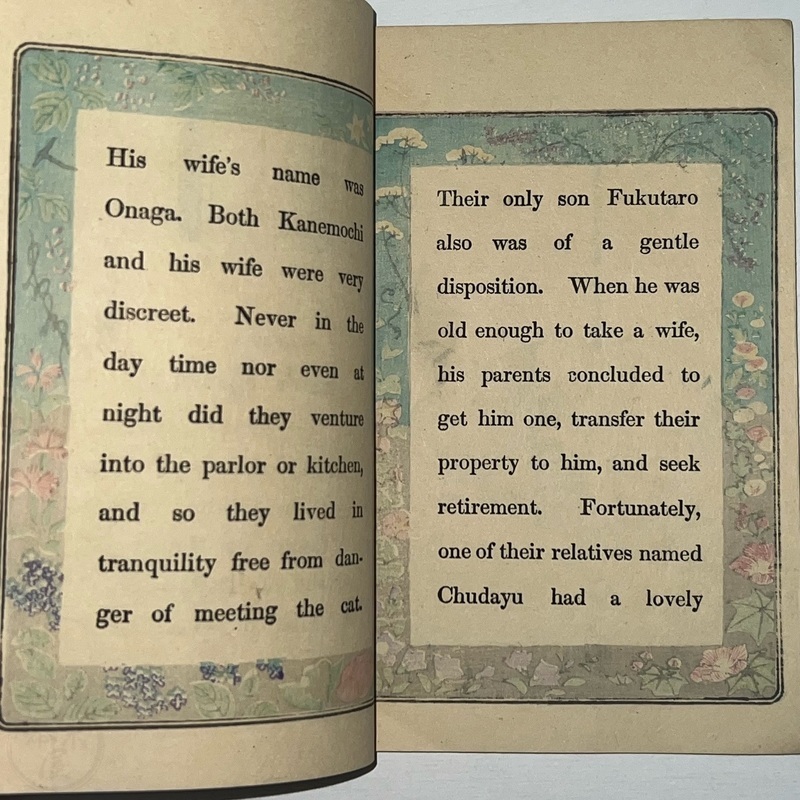 His wife's name was
Onaga. Both Kanemochi
and his wife were very
discreet. Never in the
day time nor even at
night did they venture
into the parlor or kitchen,
and so they lived in
tranquility free from dan-
ger of meeting the cat.
Their only son Fukutaro
also was of a gentle
disposition. When he was
old enough to take a wife,
his parents concluded to
get him one, transfer their
property to him, and seek
retirement. Fortunately,
one of their relatives named
Chudayu had a lovely